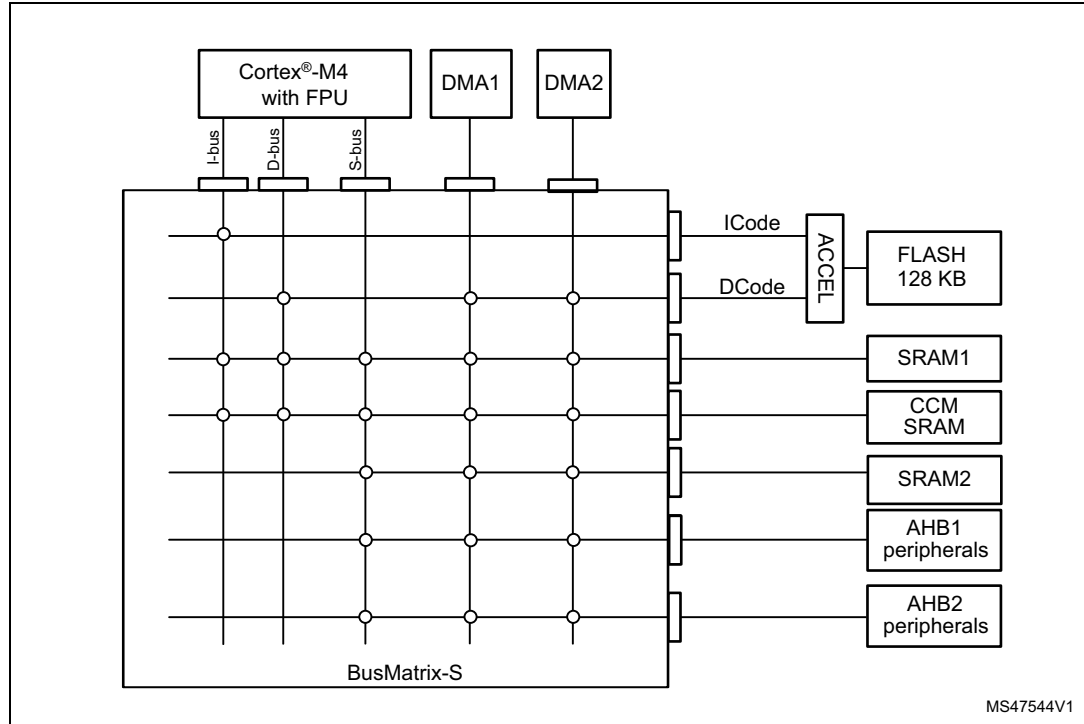 Cortex®-M4
with FPU
DMA1
DMA2
I-bus
D-bus
S-bus
ICode
DCode
ACCEL
FLASH
128 KB
SRAM1
CCM
SRAM
SRAM2
AHB1
peripherals
AHB2
peripherals
BusMatrix-S
MS47544V1